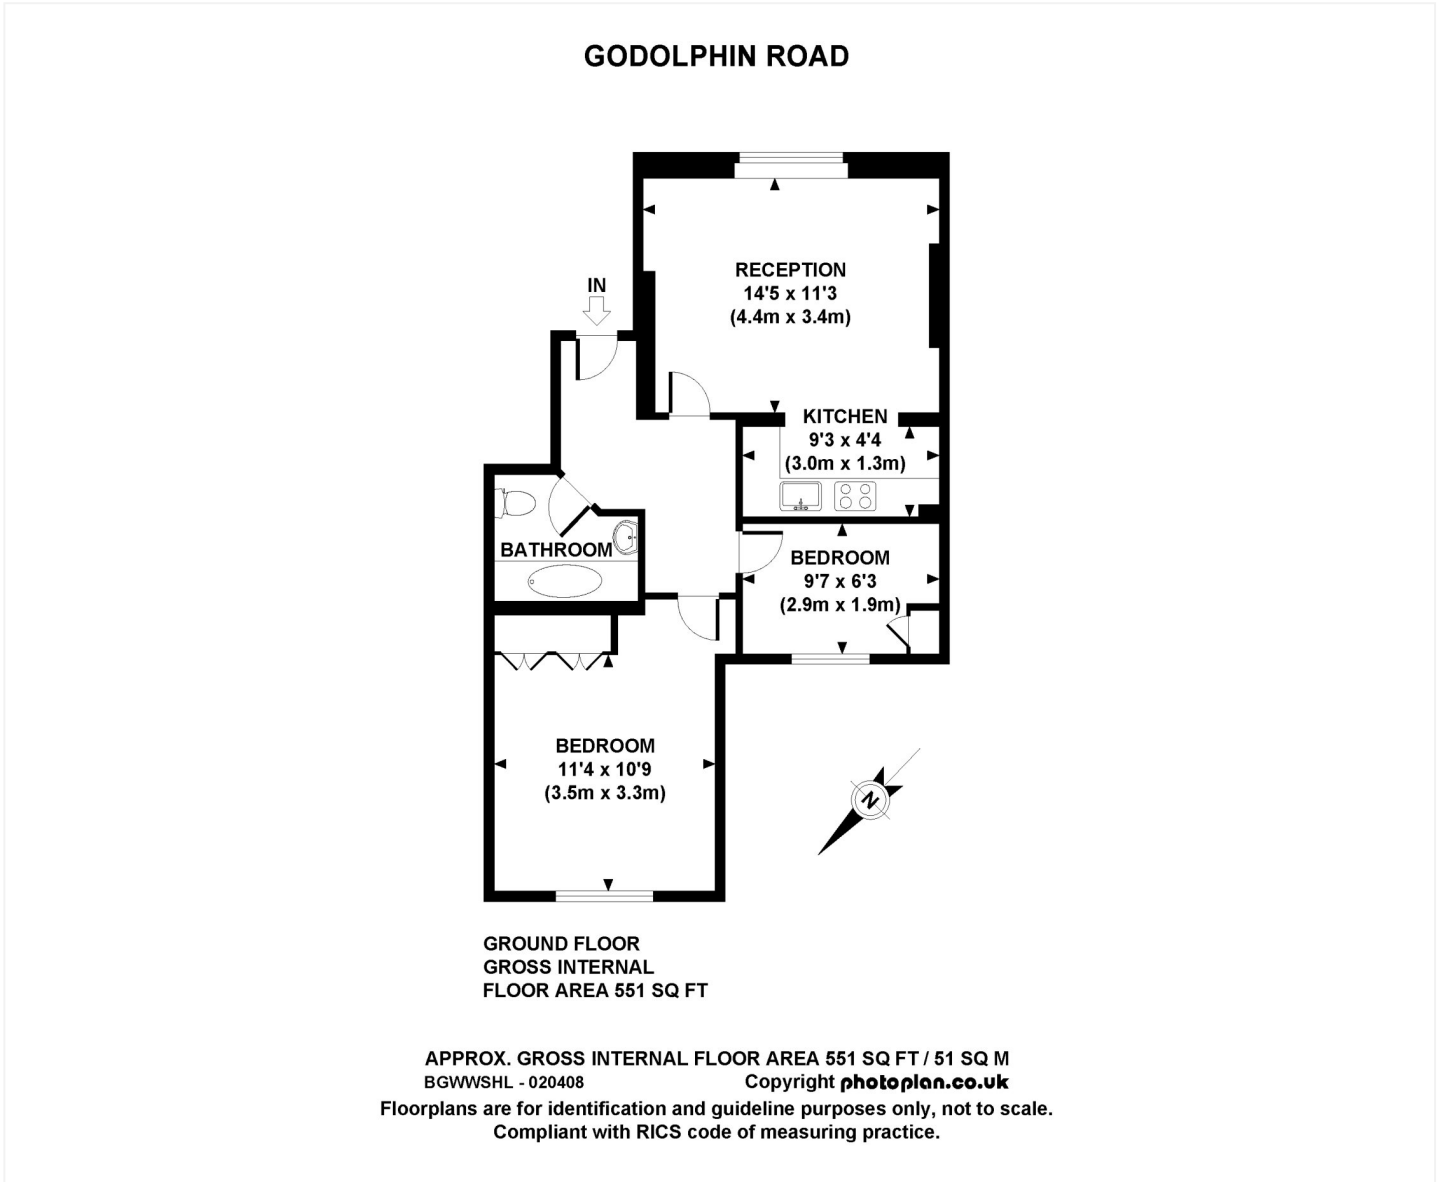 GODOLPHIN ROAD
IN
RECEPTION
14'5 x 11'3
(4.4m x 3.4m)
KITCHEN
9'3 x 4'4
(3.0m x 1.3m)
BATHROOM
BEDROOM
9'7 x 6'3
(2.9m x 1.9m)
BEDROOM
11'4 x 10'9
(3.5m x 3.3m)
N
GROUND FLOOR
GROSS INTERNAL
FLOOR AREA 551 SQ FT
APPROX. GROSS INTERNAL FLOOR AREA 551 SQ FT / 51 SQ M
BGWWSHL - 020408
Copyright photoplan.co.uk
Floorplans are for identification and guideline purposes only, not to scale.
Compliant with RICS code of measuring practice.